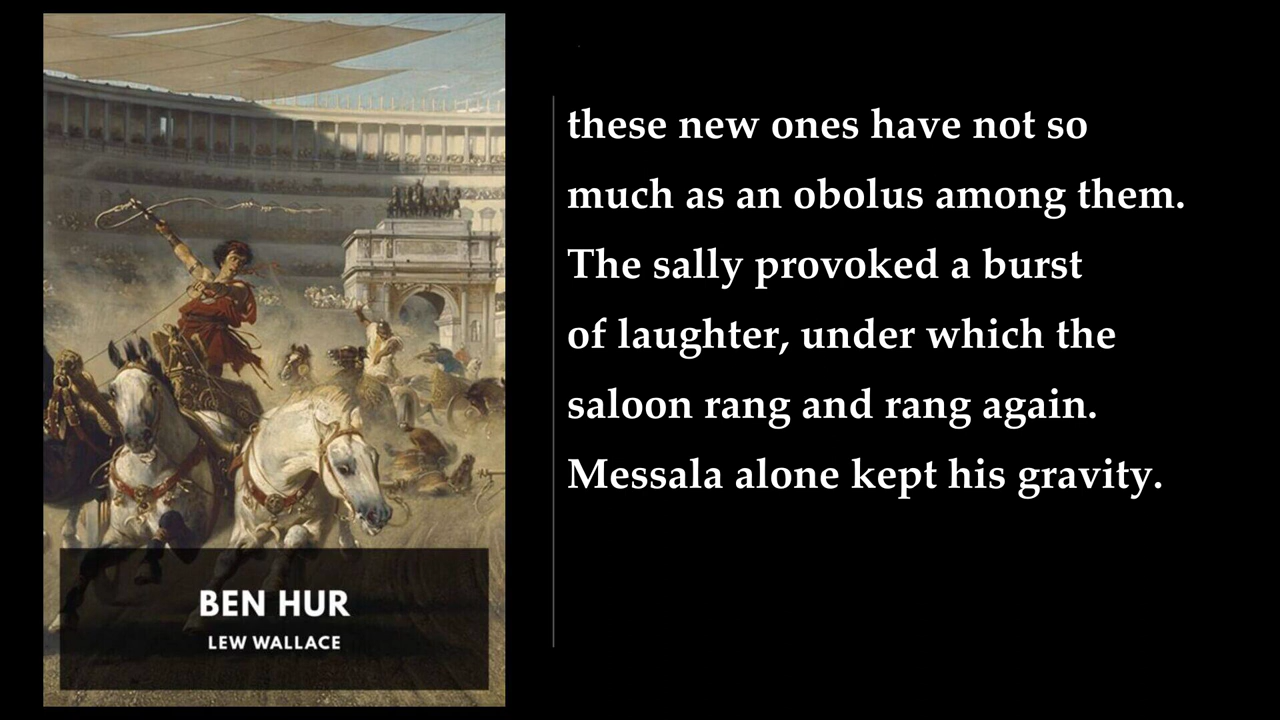 BEN HUR
LEW WALLACE
these new ones have not so
much as an obolus among them.
The sally provoked a burst
of laughter, under which the
saloon rang and rang again.
Messala alone kept his gravity.